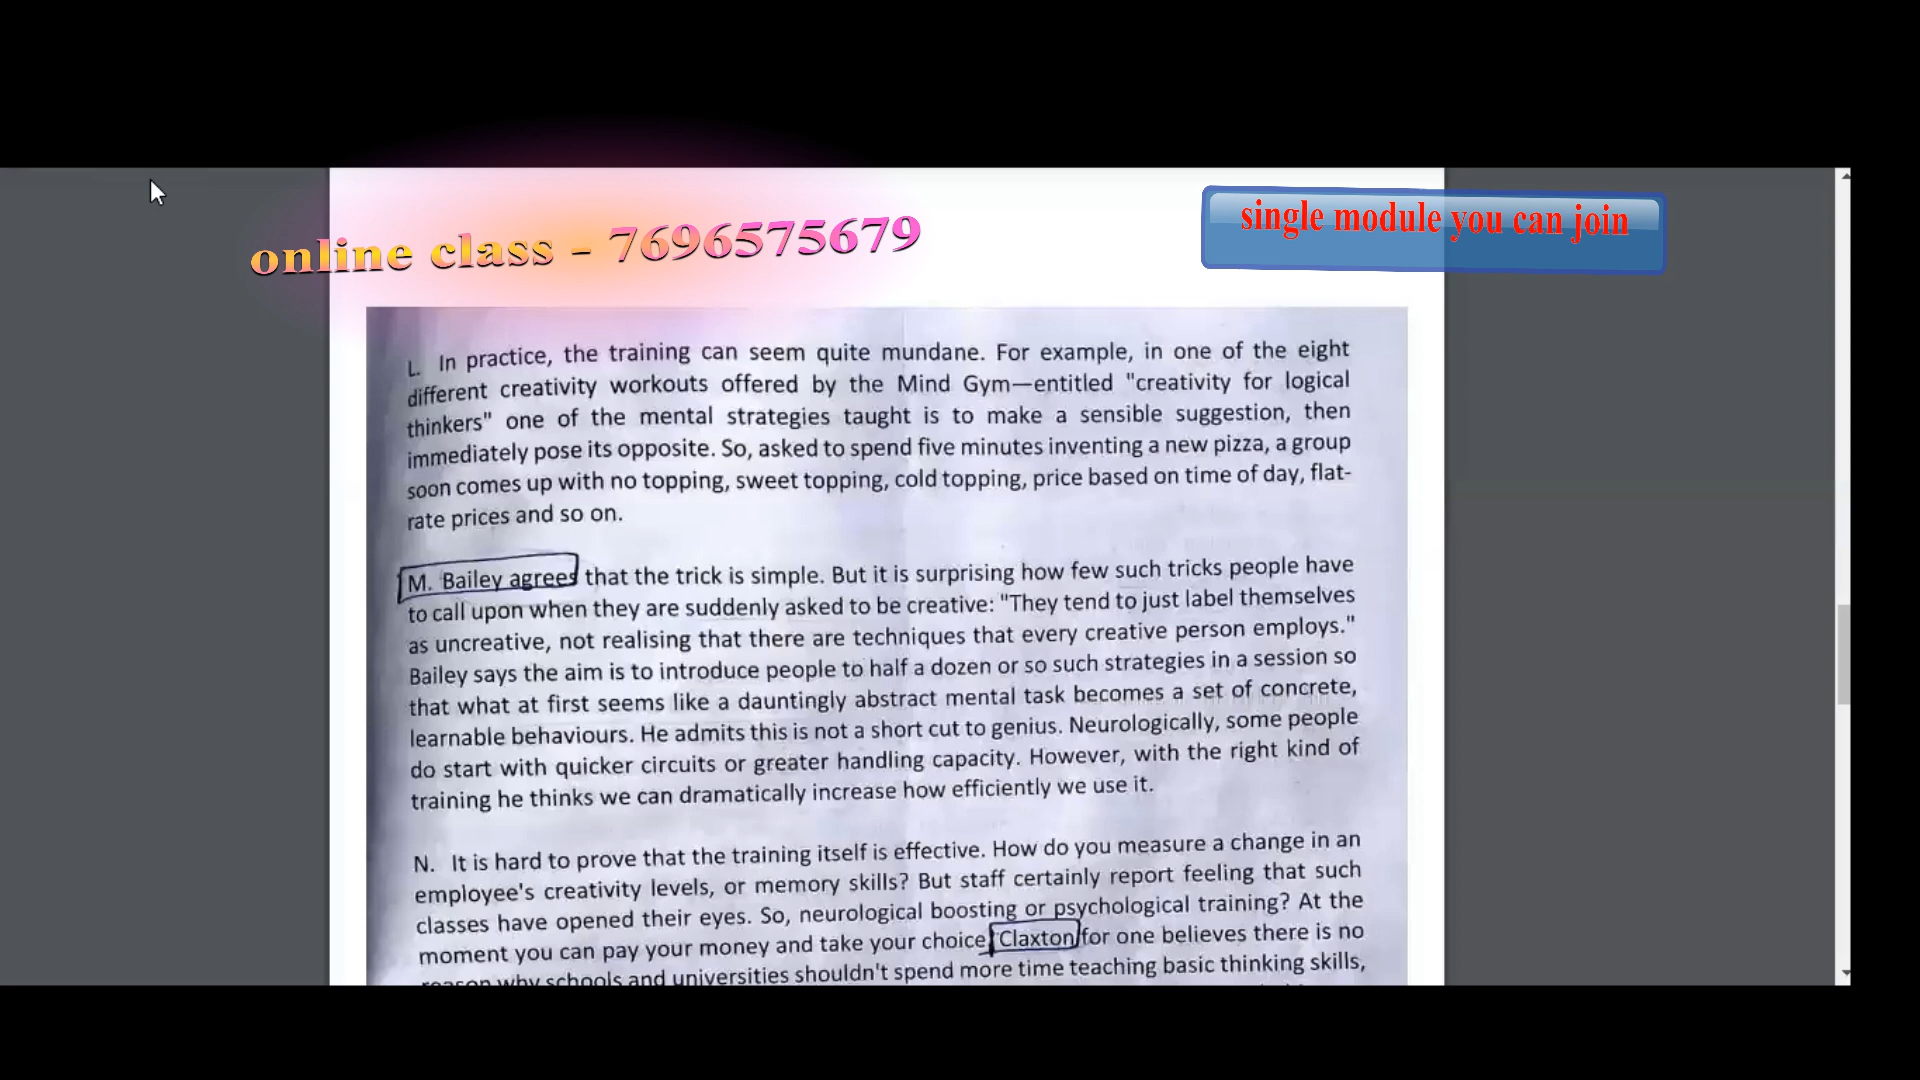 online class - 7696575679
single module you can join
L. In practice, the training can seem quite mundane. For example, in one of the eight
different creativity workouts offered by the Mind Gym—entitled "creativity for logical
thinkers" one of the mental strategies taught is to make a sensible suggestion, then
immediately pose its opposite. So, asked to spend five minutes inventing a new pizza, a group
soon comes up with no topping, sweet topping, cold topping, price based on time of day, flat-
rate prices and so on.
M. Bailey agrees that the trick is simple. But it is surprising how few such tricks people have
to call upon when they are suddenly asked to be creative: "They tend to just label themselves
as uncreative, not realising that there are techniques that every creative person employs."
Bailey says the aim is to introduce people to half a dozen or so such strategies in a session so
that what at first seems like a dauntingly abstract mental task becomes a set of concrete,
learnable behaviours. He admits this is not a short cut to genius. Neurologically, some people
do start with quicker circuits or greater handling capacity. However, with the right kind of
training he thinks we can dramatically increase how efficiently we use it.
N. It is hard to prove that the training itself is effective. How do you measure a change in an
employee's creativity levels, or memory skills? But staff certainly report feeling that such
classes have opened their eyes. So, neurological boosting or psychological training? At the
moment you can pay your money and take your choice Claxton for one believes there is no
reason why schools and universities shouldn't spend more time teaching basic thinking skills,